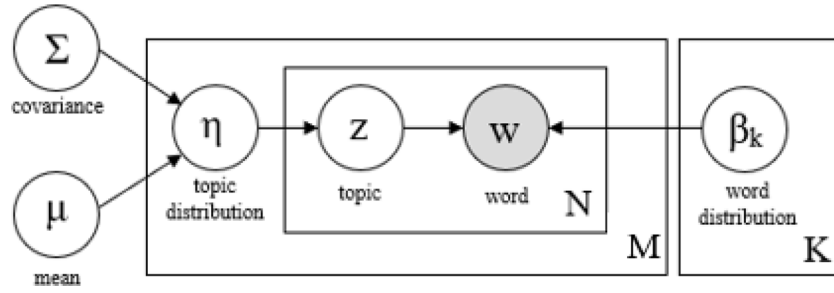 Σ
covariance
μ
mean
η
topic
distribution
z
topic
w
word
N
M
βk
word
distribution
K